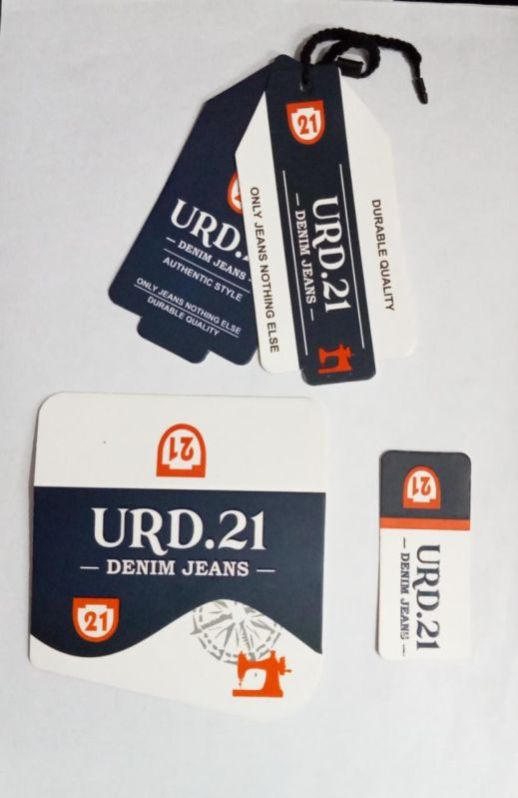 URD.
DENIM JEANS
AUTHENTIC STYLE
ONLY JEANS NOTHING ELSE
DURABLE QUALITY
21
URD.21
— DENIM JEANS —
ONLY JEANS NOTHING ELSE
DURABLE QUALITY
21
URD.21
— DENIM JEANS —
21
21
URD.21
— DENIM JEANS —